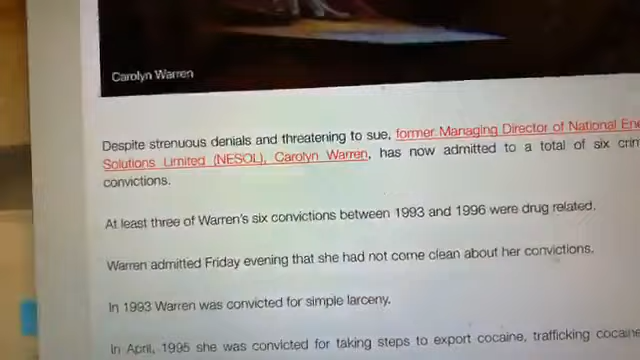 Carolyn Warren
Despite strenuous denials and threatening to sue, former Managing Director of National
Solutions Limited (NESOL), Carolyn Warren, has now admitted to a total of six
convictions.
At least three of Warren's six convictions between 1993 and 1996 were drug related.
Warren admitted Friday evening that she had not come clean about her convictions.
In 1993 Warren was convicted for simple larceny.
In April, 1995 she was convicted for taking steps to export cocaine, trafficking cocaine